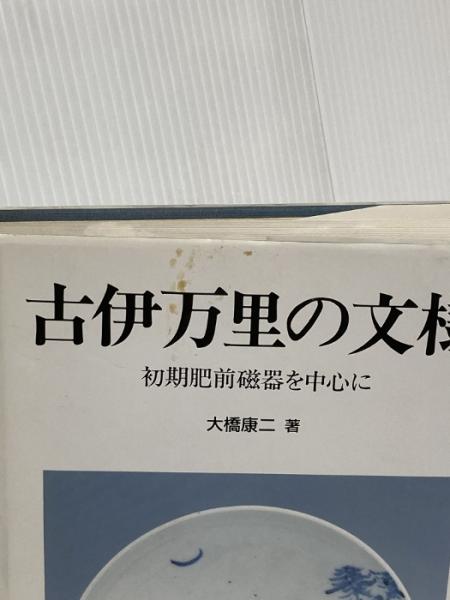 古伊万里の文様
初期肥前磁器を中心に
大橋康二 著